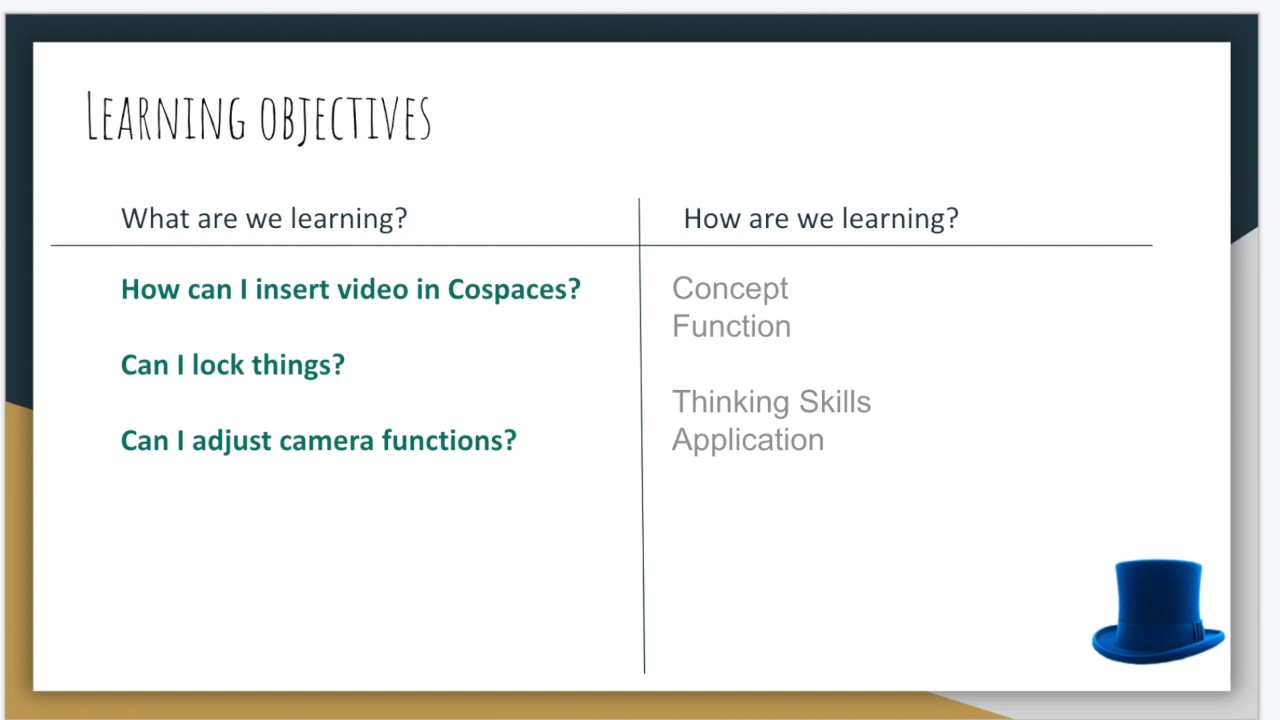 Learning objectives
What are we learning?
How can I insert video in Cospaces?
Can I lock things?
Can I adjust camera functions?
How are we learning?
Concept
Function
Thinking Skills
Application